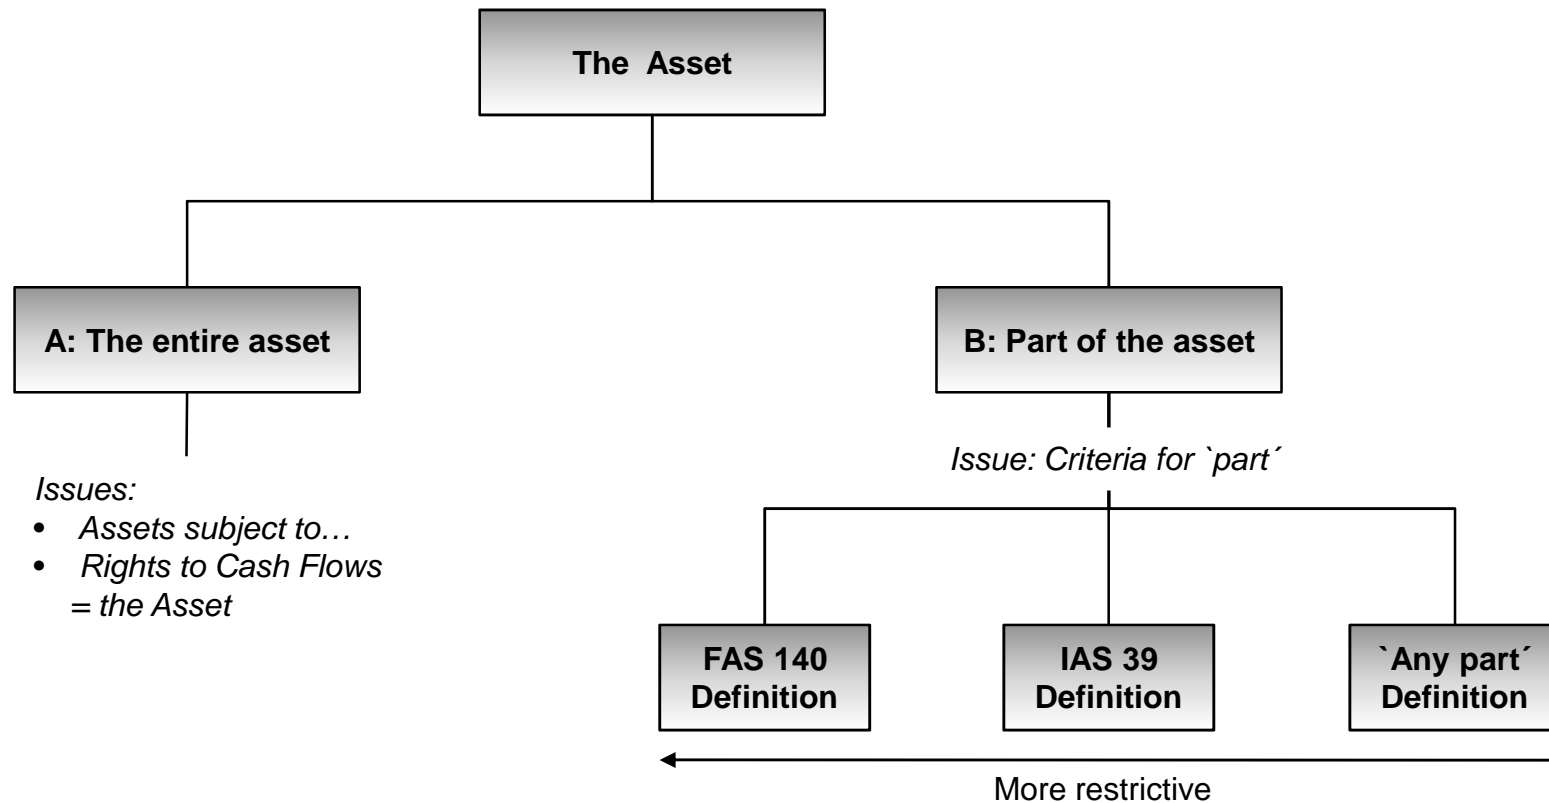 The Asset
A: The entire asset
B: Part of the asset
Issues:
• Assets subject to…
• Rights to Cash Flows
= the Asset
Issue: Criteria for `part´
FAS 140
Definition
IAS 39
Definition
`Any part´
Definition
More restrictive